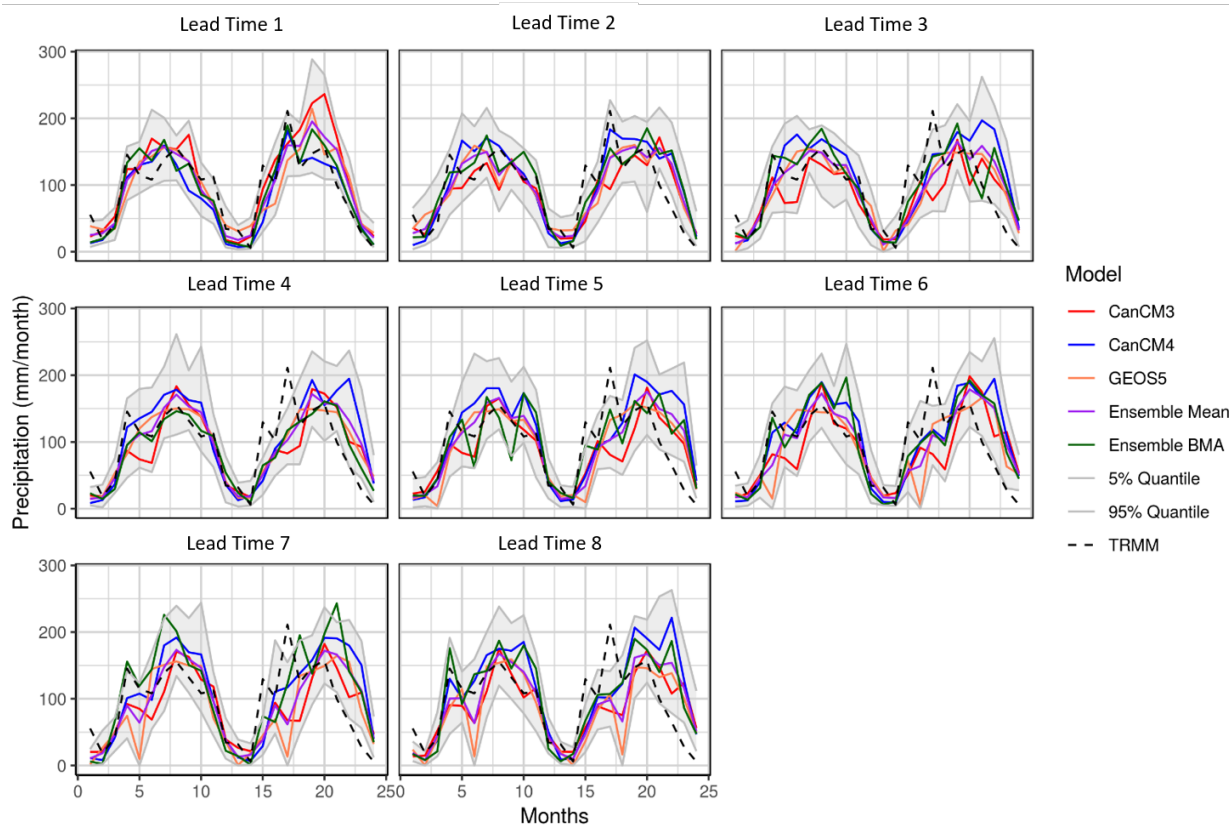 Lead Time 1
Lead Time 2
Lead Time 3
300
200
100
0
Lead Time 4
Lead Time 5
Lead Time 6
300
200
100
0
Lead Time 7
Lead Time 8
300
200
100
0
0
5
10
15
20
25
0
5
10
15
20
25
Precipitation (mm/month)
Months
Model
CanCM3
CanCM4
GEOS5
Ensemble Mean
Ensemble BMA
5% Quantile
95% Quantile
TRMM